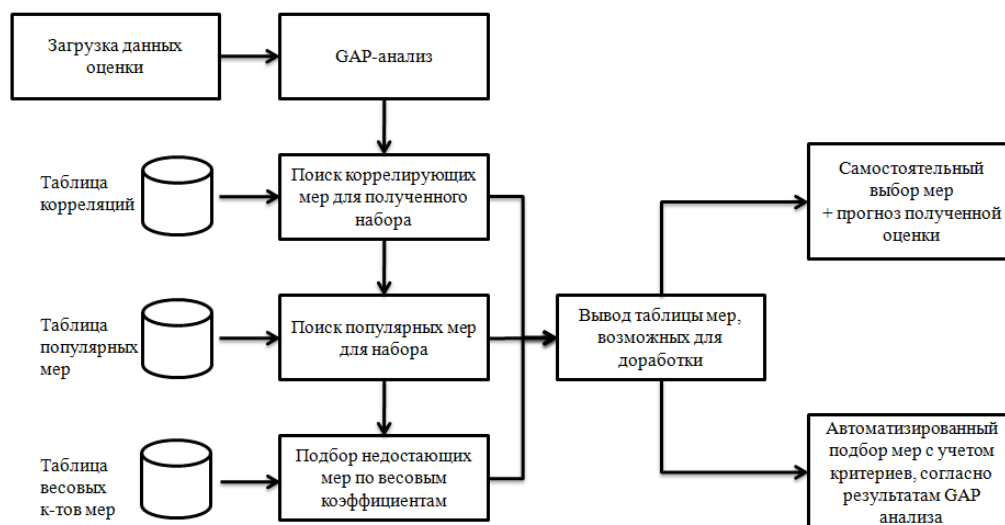 Загрузка данных
оценки
GAP-анализ
Таблица
корреляций
Поиск коррелирующих
мер для полученного
набора
Самостоятельный
выбор мер
+ прогноз полученной
оценки
Таблица
популярных
мер
Поиск популярных мер
для набора
Вывод таблицы мер,
возможных для
доработки
Таблица
весовых
к-тов мер
Подбор недостающих
мер по весовым
коэффициентам
Автоматизированный
подбор мер с учетом
критериев, согласно
результатам GAP
анализа